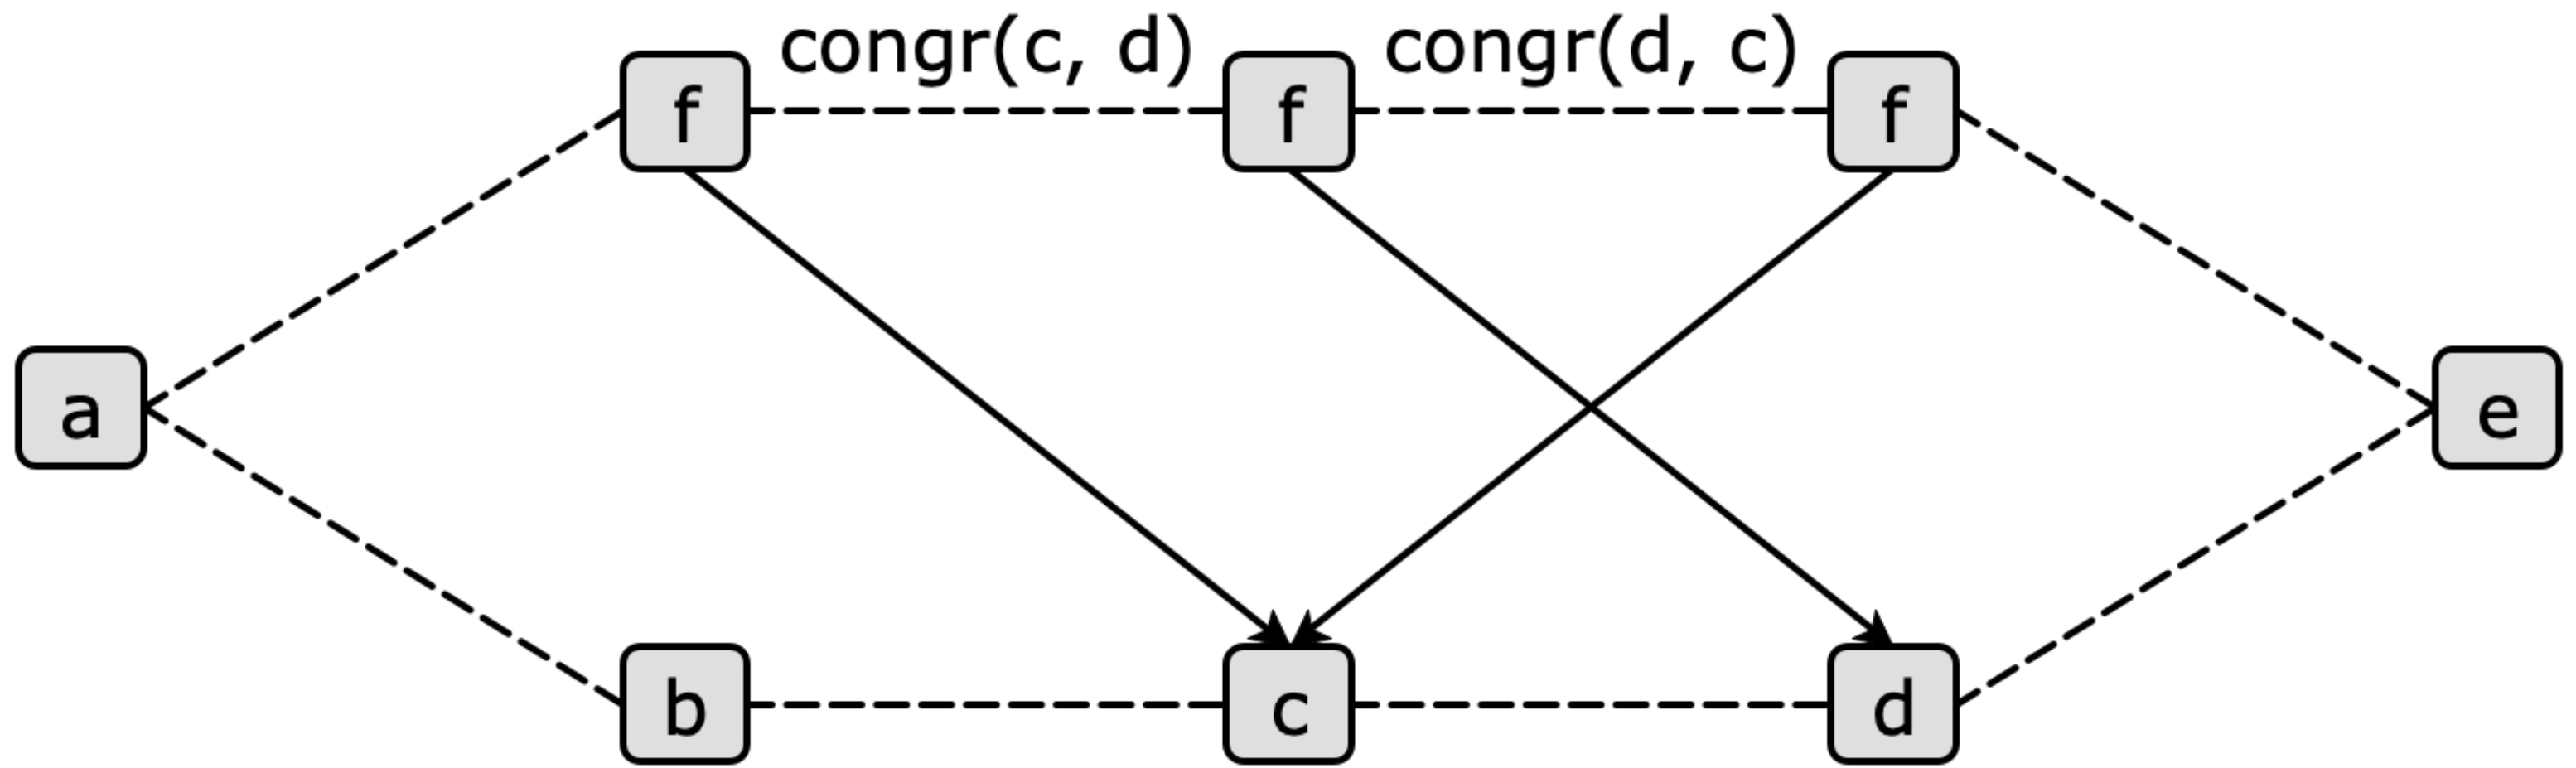 congr(c, d) congr(d, c)
f f f
a e
b c d